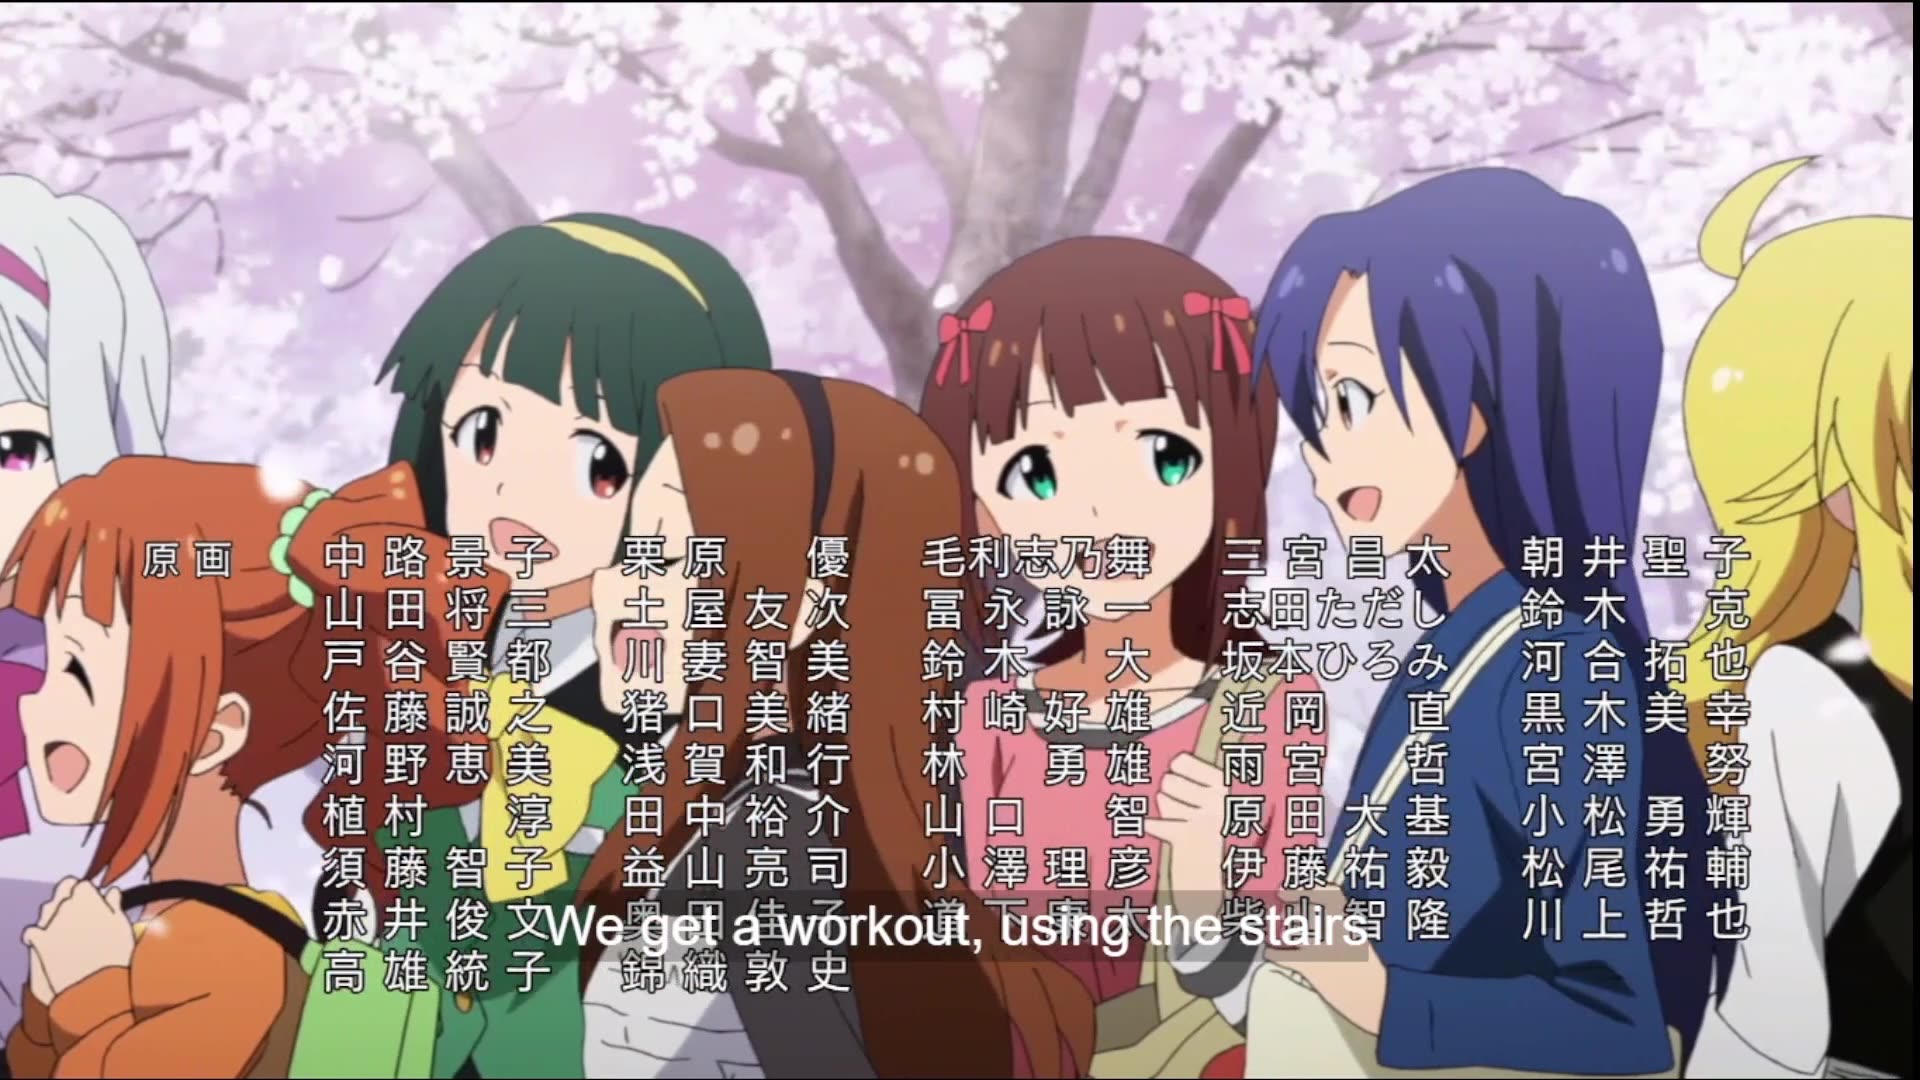 原画 中路景子 栗原優 毛利志乃舞 三宮昌太 朝井聖子
山田将三 土屋友次 冨永詠一 志田ただし 鈴木克
戸谷賢都 川妻智美 鈴木大 坂本ひろみ 河合拓也
佐藤誠之 猪口美緒 村崎好雄 近岡直 黒木美幸
河野恵美 浅賀和行 林勇雄 雨宮哲 宮澤努
植村淳 田中裕介 山口智 原田大基 小松勇輝
須藤智子 益山亮司 小澤理彦 伊藤祐毅 松尾祐輔
赤井俊文 川上哲也
We get a workout, using the stairs
高雄統子 錦織敦史